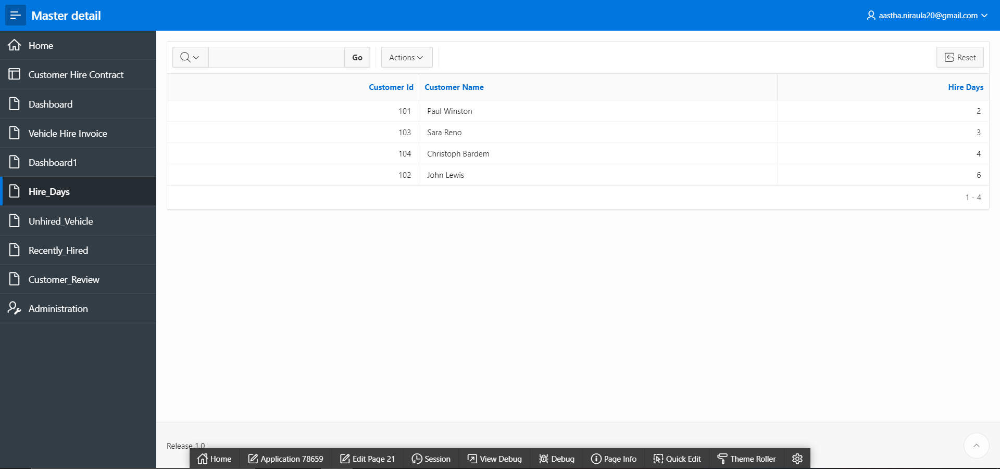 Master detail
aastha.niraula20@gmail.com
Home
Customer Hire Contract
Dashboard
Vehicle Hire Invoice
Dashboard1
Hire_Days
Unhired_Vehicle
Recently_Hired
Customer_Review
Administration
Go Actions Reset
Customer Id Customer Name Hire Days
101 Paul Winston 2
103 Sara Reno 3
104 Christoph Bardem 4
102 John Lewis 6
1 - 4
Release 1.0
Home Application 78659 Edit Page 21 Session View Debug Debug Page Info Quick Edit Theme Roller